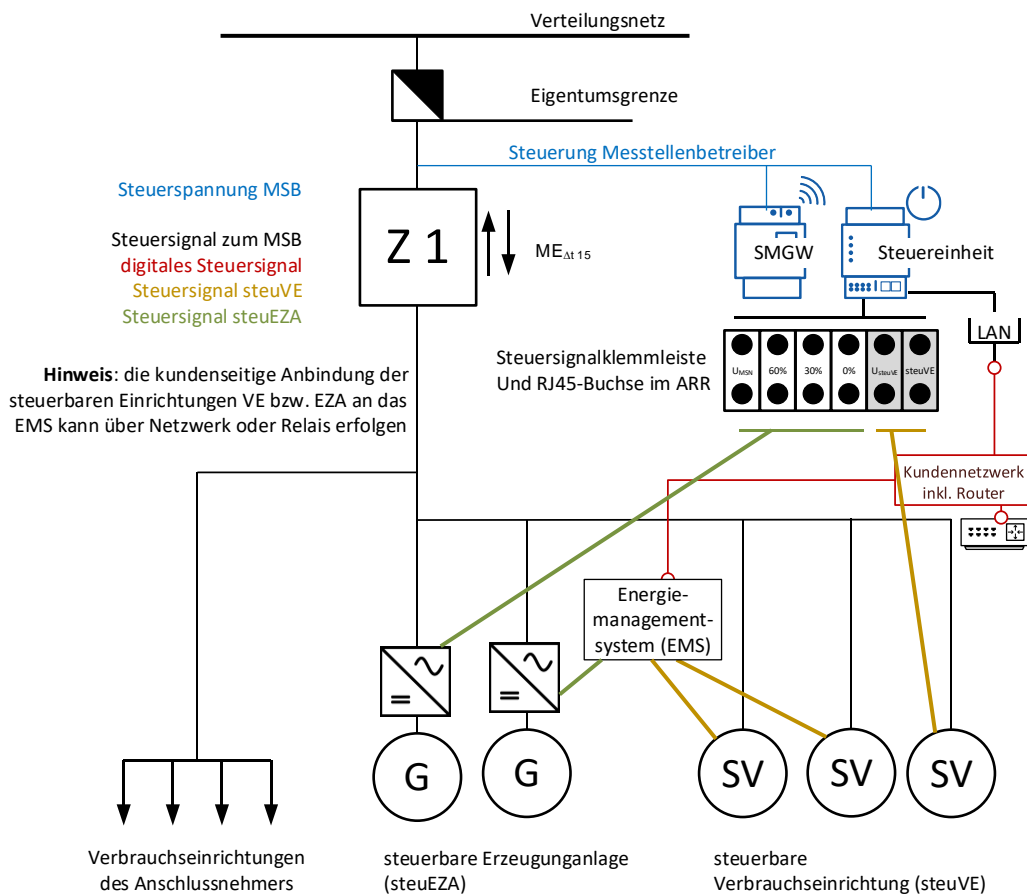 Verteilungsnetz
Eigentumsgrenze
Steuerung Messtellenbetreiber
Steuerspannung MSB
Steuersignal zum MSB
digitales Steuersignal
Steuersignal steuVE
Steuersignal steuEZA
Z 1
ME Δt 15
SMGW
Steuereinheit
LAN
Steuersignalklemmleiste
Und RJ45-Buchse im ARR
UMSN 60% 30% 0% UsteuVE steuVE
Hinweis: die kundenseitige Anbindung der
steuerbaren Einrichtungen VE bzw. EZA an das
EMS kann über Netzwerk oder Relais erfolgen
Kundennetzwerk
inkl. Router
Energie-
management-
system (EMS)
G
G
SV
SV
SV
Verbrauchseinrichtungen
des Anschlussnehmers
steuerbare Erzeugunganlage
(steuEZA)
steuerbare
Verbrauchseinrichtung (steuVE)